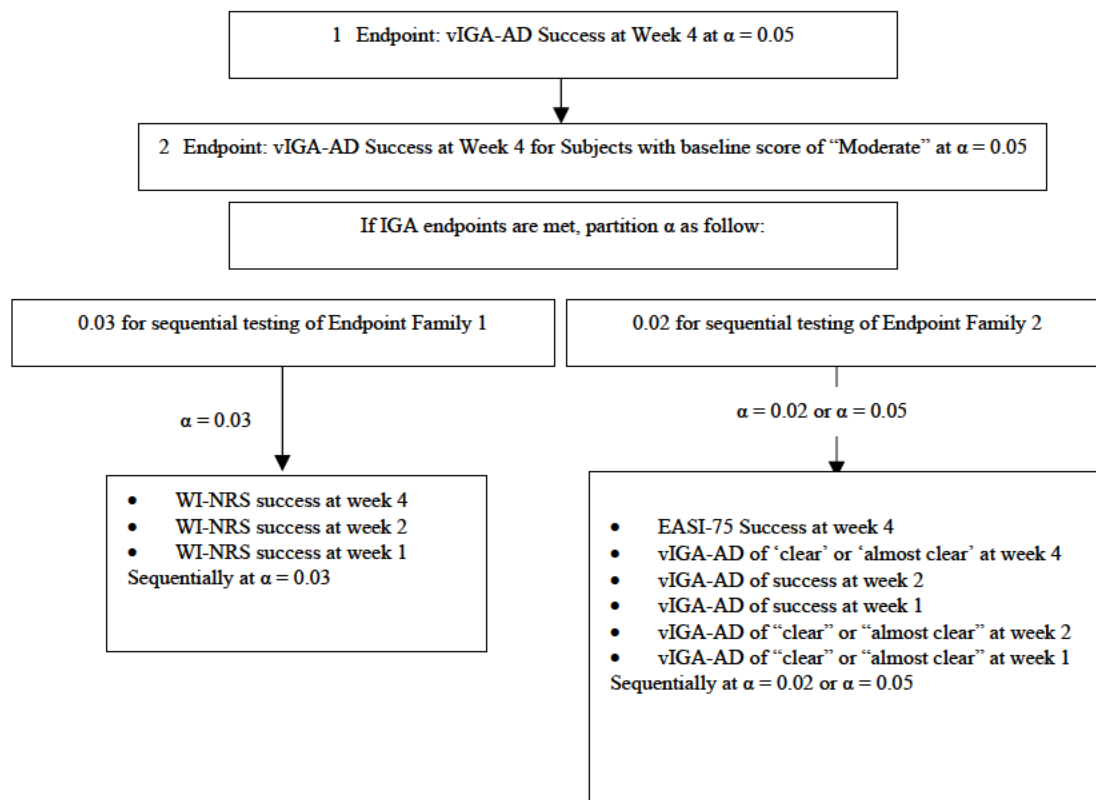 1 Endpoint: vIGA-AD Success at Week 4 at α = 0.05
2 Endpoint: vIGA-AD Success at Week 4 for Subjects with baseline score of “Moderate” at α = 0.05
If IGA endpoints are met, partition α as follow:
0.03 for sequential testing of Endpoint Family 1
α = 0.03
• WI-NRS success at week 4
• WI-NRS success at week 2
• WI-NRS success at week 1
Sequentially at α = 0.03
0.02 for sequential testing of Endpoint Family 2
α = 0.02 or α = 0.05
• EASI-75 Success at week 4
• vIGA-AD of ‘clear’ or ‘almost clear’ at week 4
• vIGA-AD of success at week 2
• vIGA-AD of success at week 1
• vIGA-AD of “clear” or “almost clear” at week 2
• vIGA-AD of “clear” or “almost clear” at week 1
Sequentially at α = 0.02 or α = 0.05